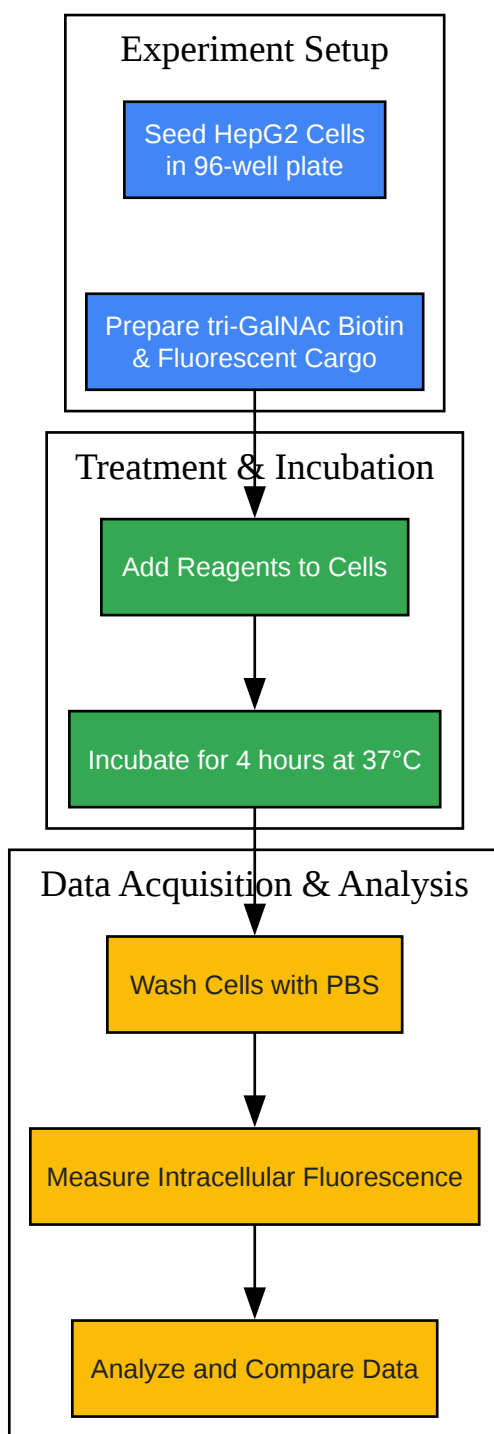 Experiment Setup
Seed HepG2 Cells
in 96-well plate
Prepare tri-GalNAc Biotin
& Fluorescent Cargo
Treatment & Incubation
Add Reagents to Cells
Incubate for 4 hours at 37°C
Data Acquisition & Analysis
Wash Cells with PBS
Measure Intracellular Fluorescence
Analyze and Compare Data